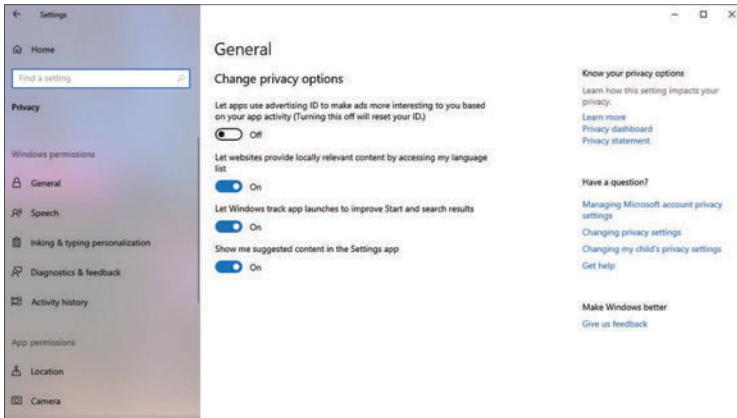 Settings
Home
Find a setting
Privacy
Windows permissions
General
Speech
Inking & typing personalization
Diagnostics & feedback
Activity history
App permissions
Location
Camera
General
Change privacy options
Let apps use advertising ID to make ads more interesting to you based
on your app activity (Turning this off will reset your ID.)
Off
Let websites provide locally relevant content by accessing my language
list
On
Let Windows track app launches to improve Start and search results
On
Show me suggested content in the Settings app
On
Know your privacy options
Learn how this setting impacts your
privacy.
Learn more
Privacy dashboard
Privacy statement
Have a question?
Managing Microsoft account privacy
settings
Changing privacy settings
Changing my child's privacy settings
Get help
Make Windows better
Give us feedback